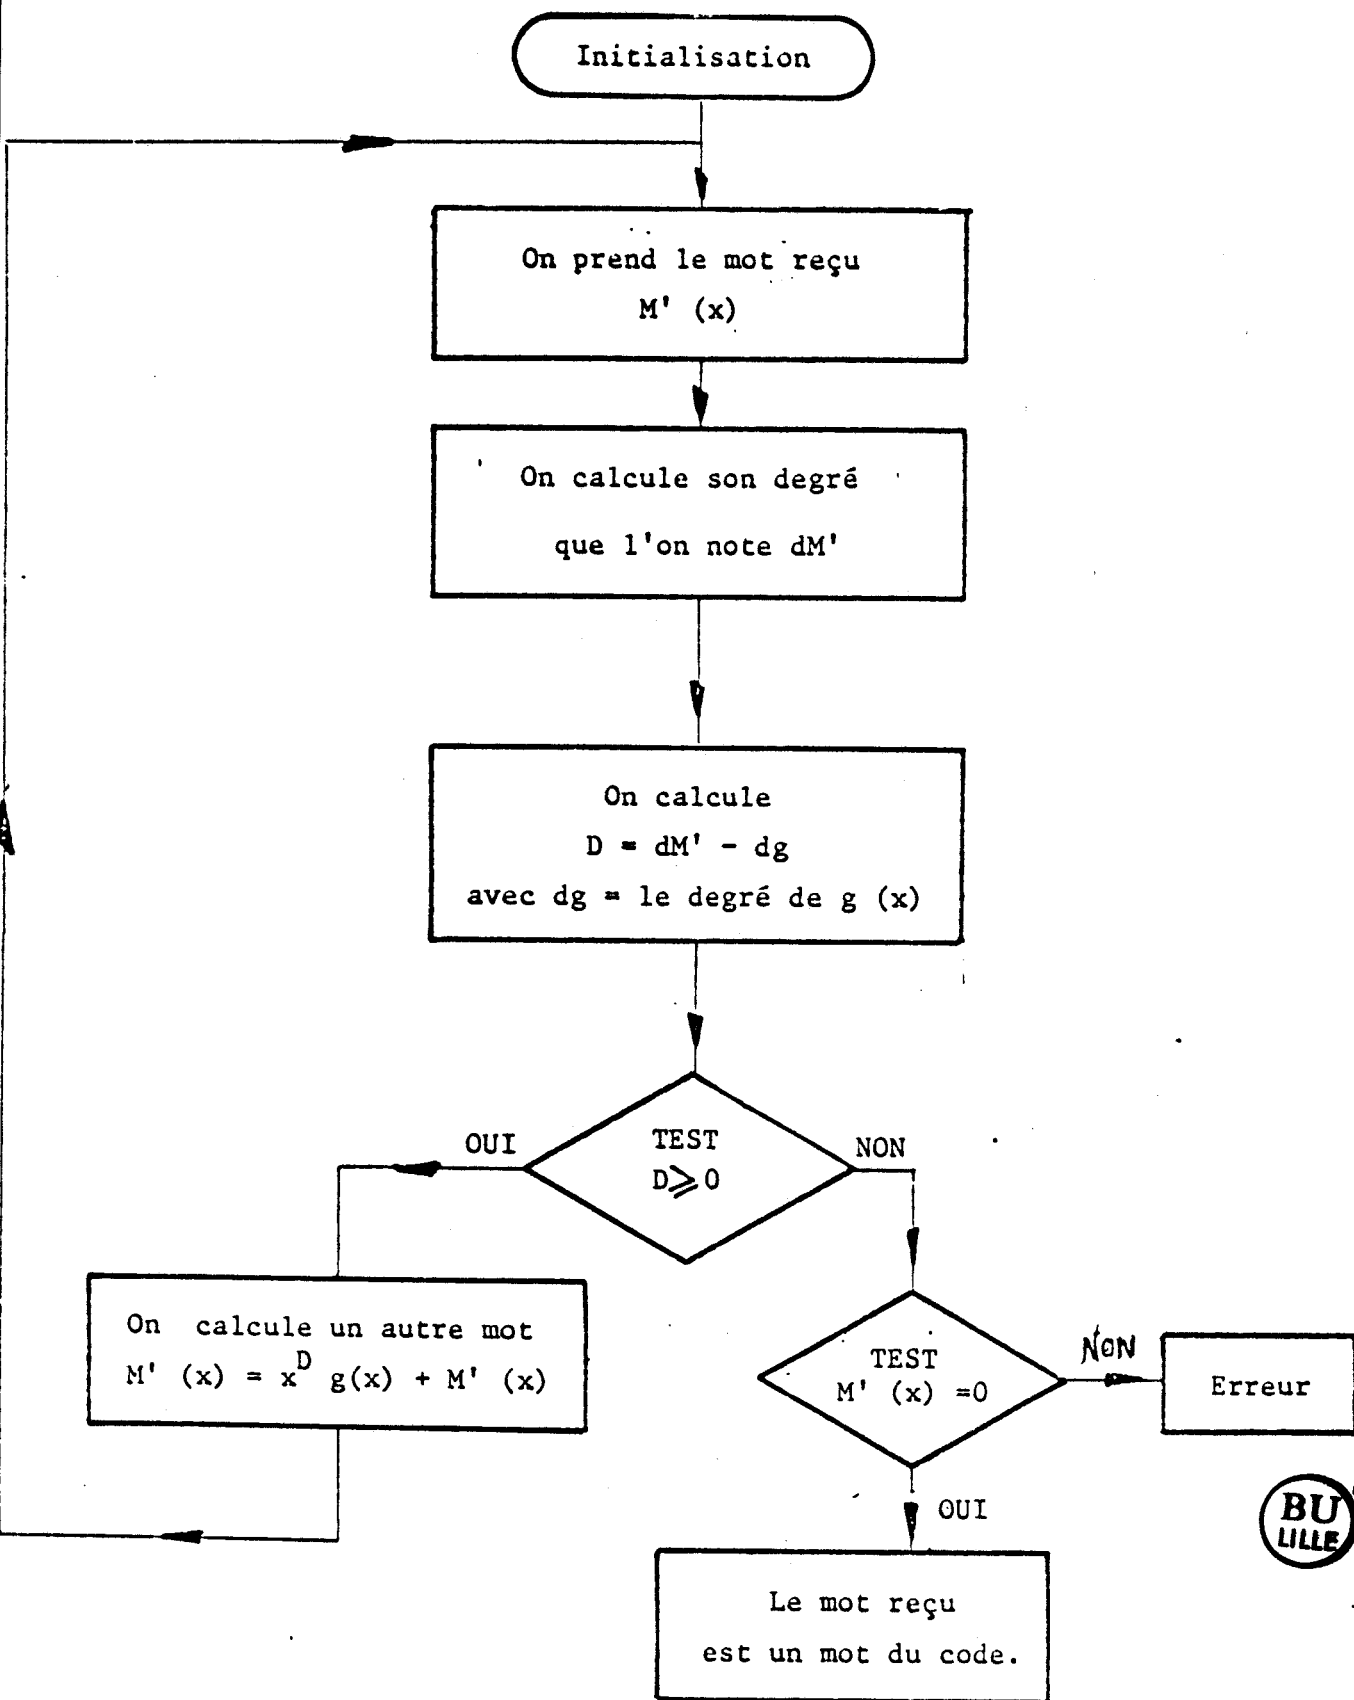 Initialisation
On prend le mot reçu
M' (x)
On calcule son degré
que l'on note dM'
On calcule
D = dM' - dg
avec dg = le degré de g (x)
OUI
TEST
D ⩾ 0
NON
On calcule un autre mot
M' (x) = x^D g(x) + M' (x)
TEST
M' (x) =0
NON
Erreur
OUI
BU
LILLE
Le mot reçu
est un mot du code.